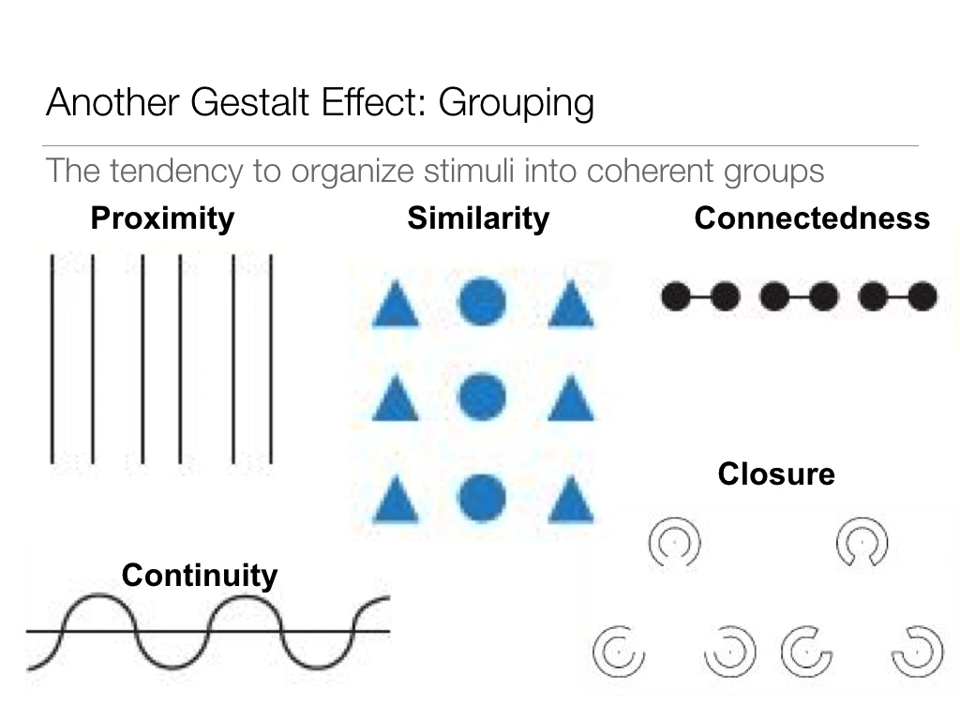 Another Gestalt Effect: Grouping
The tendency to organize stimuli into coherent groups
Proximity
Similarity
Connectedness
Closure
Continuity